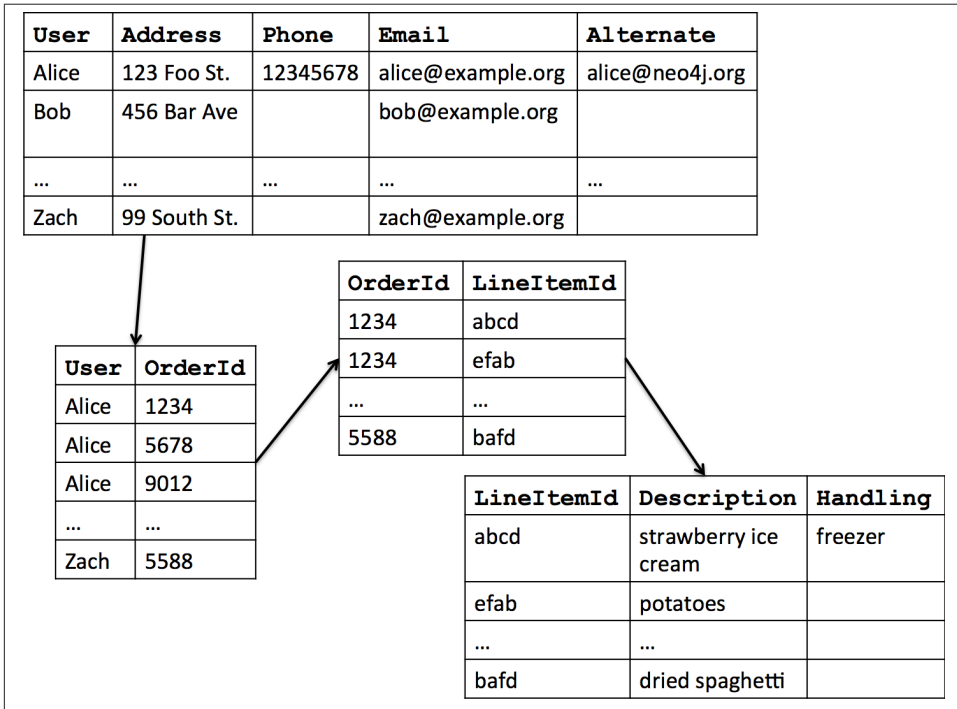 User Address Phone Email Alternate
Alice 123 Foo St. 12345678 alice@example.org alice@neo4j.org
Bob 456 Bar Ave bob@example.org
... ... ... ... ...
Zach 99 South St. zach@example.org
OrderId LineItemId
1234 abcd
1234 efab
... ...
5588 bafd
User OrderId
Alice 1234
Alice 5678
Alice 9012
... ...
Zach 5588
LineItemId Description Handling
abcd strawberry ice freezer
cream
efab potatoes
... ...
bafd dried spaghetti